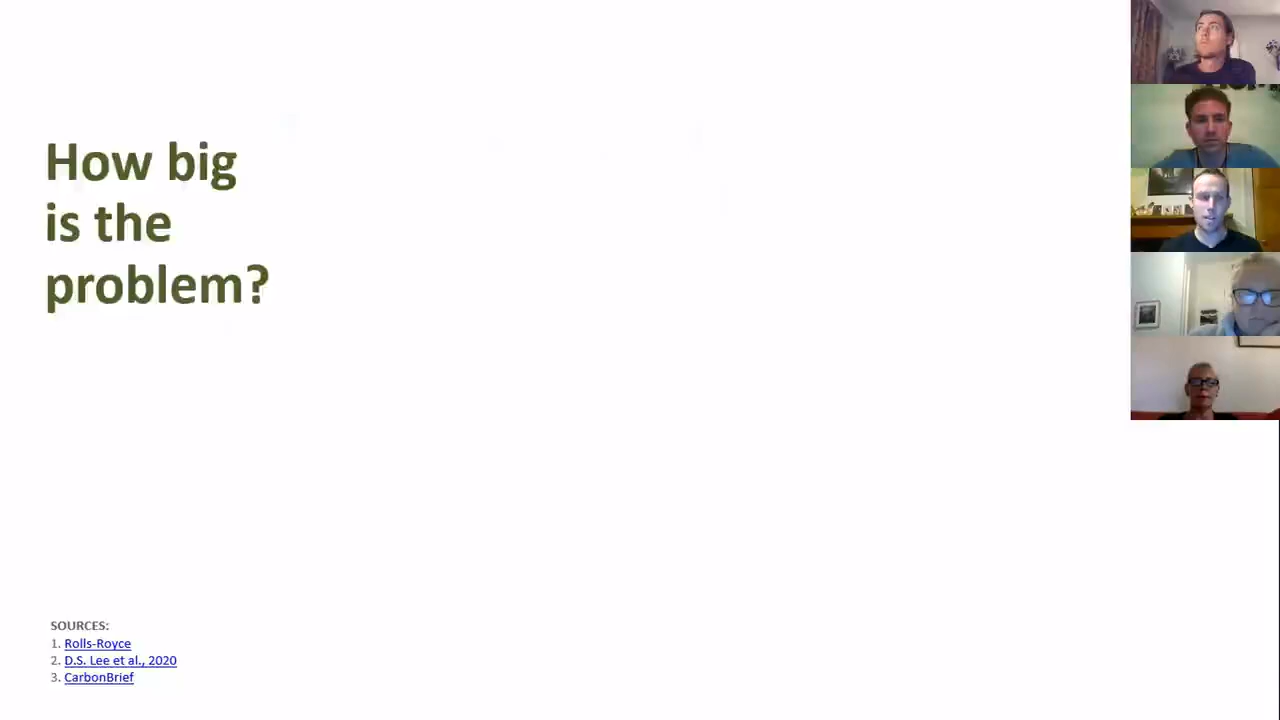 How big
is the
problem?
SOURCES:
1. Rolls-Royce
2. D.S. Lee et al., 2020
3. CarbonBrief